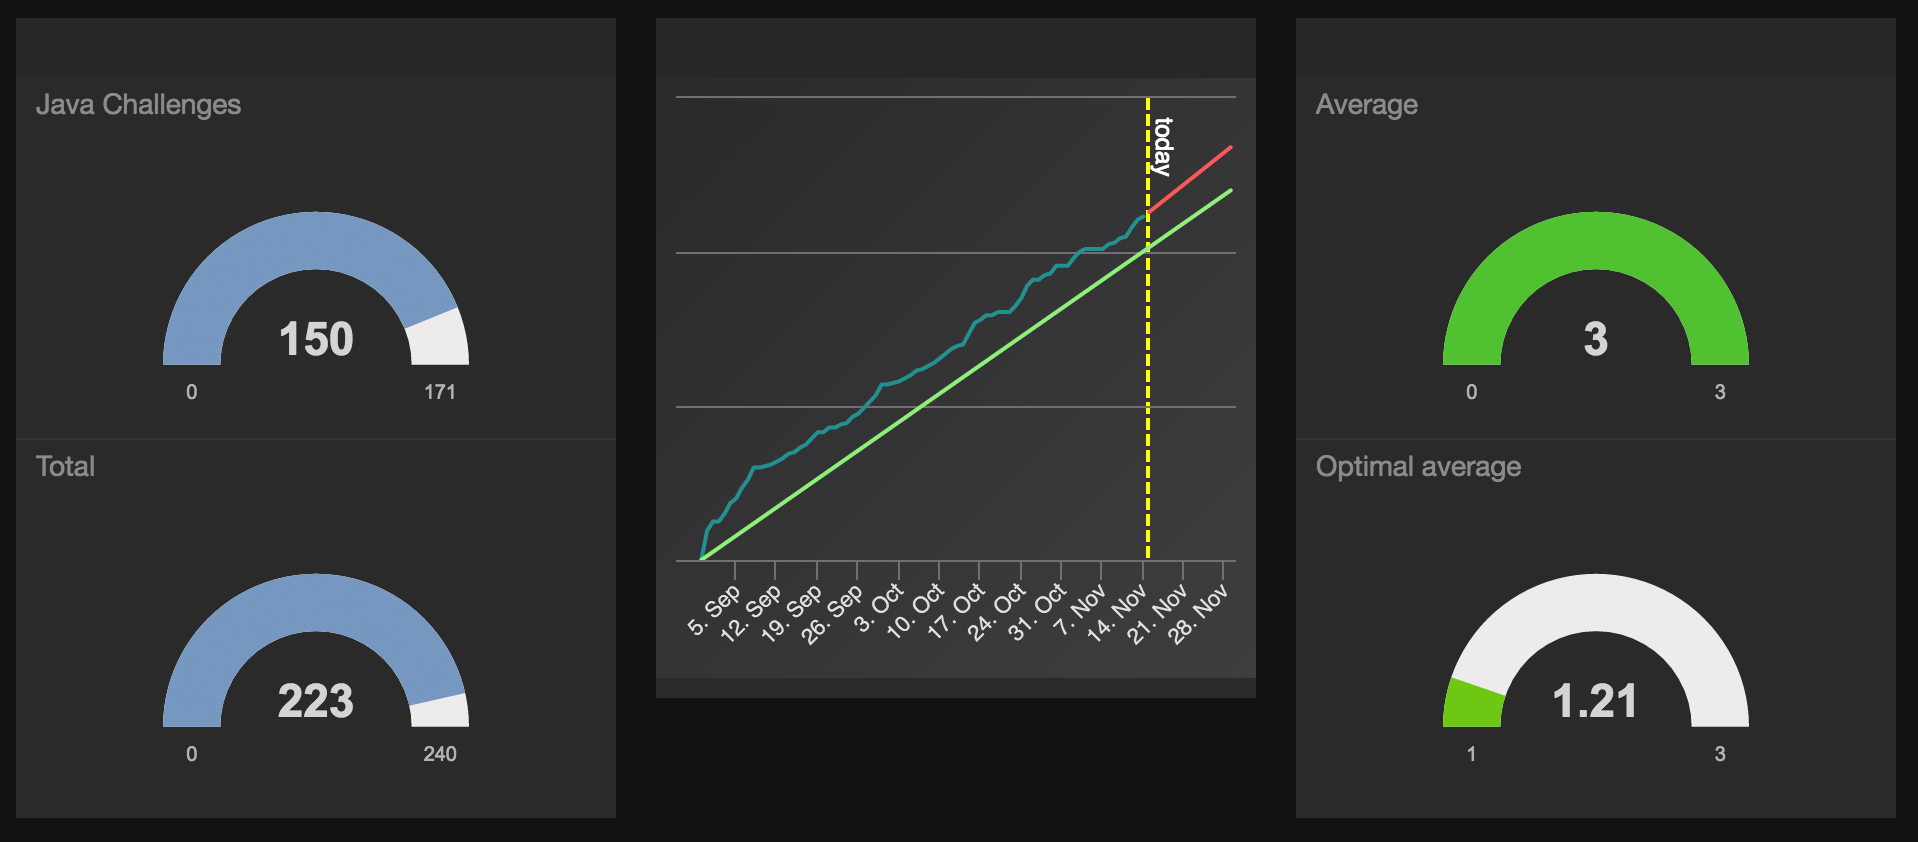 Java Challenges
150
0
171
Total
223
0
240
today
5. Sep
12. Sep
19. Sep
26. Sep
3. Oct
10. Oct
17. Oct
24. Oct
31. Oct
7. Nov
14. Nov
21. Nov
28. Nov
Average
3
0
3
Optimal average
1.21
1
3